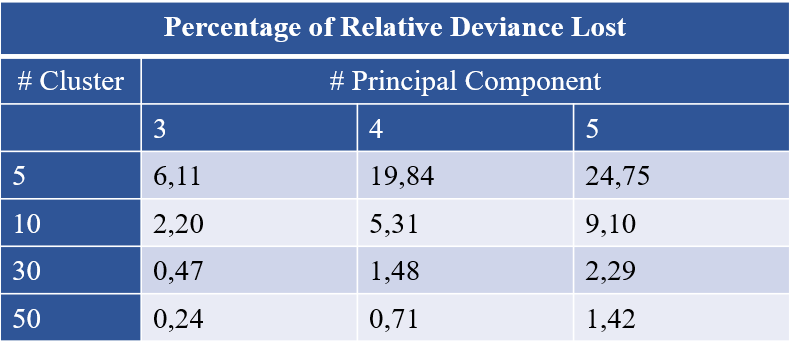 Percentage of Relative Deviance Lost
# Cluster # Principal Component
3 4 5
5 6,11 19,84 24,75
10 2,20 5,31 9,10
30 0,47 1,48 2,29
50 0,24 0,71 1,42